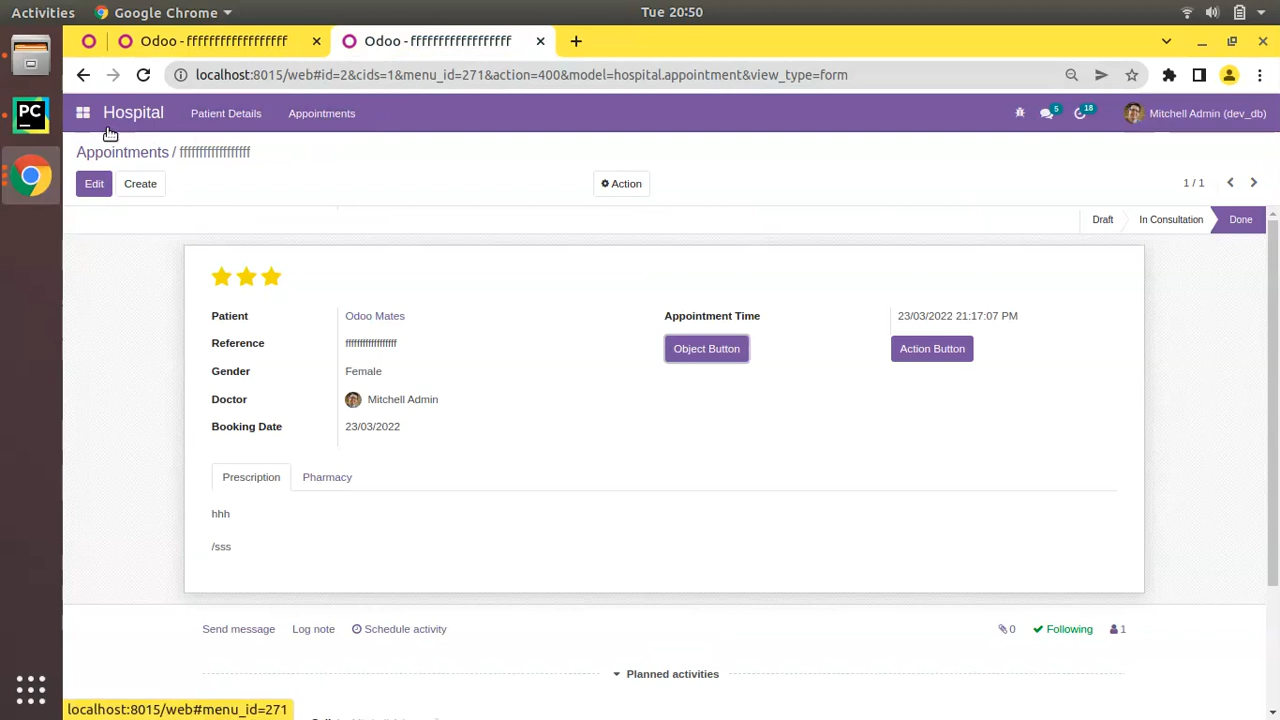 Activities Google Chrome Tue 20:50
Odoo - ffffffffffffffffff Odoo - ffffffffffffffffff
localhost:8015/web#id=2&cids=1&menu_id=271&action=400&model=hospital.appointment&view_type=form
Hospital Patient Details Appointments 5 18 Mitchell Admin (dev_db)
Appointments / ffffffffffffffffff
Edit Create Action 1 / 1
Draft In Consultation Done
Patient Odoo Mates Appointment Time 23/03/2022 21:17:07 PM
Reference ffffffffffffffffff Object Button Action Button
Gender Female
Doctor Mitchell Admin
Booking Date 23/03/2022
Prescription Pharmacy
hhh
/sss
Send message Log note Schedule activity 0 Following 1
Planned activities
localhost:8015/web#menu_id=271